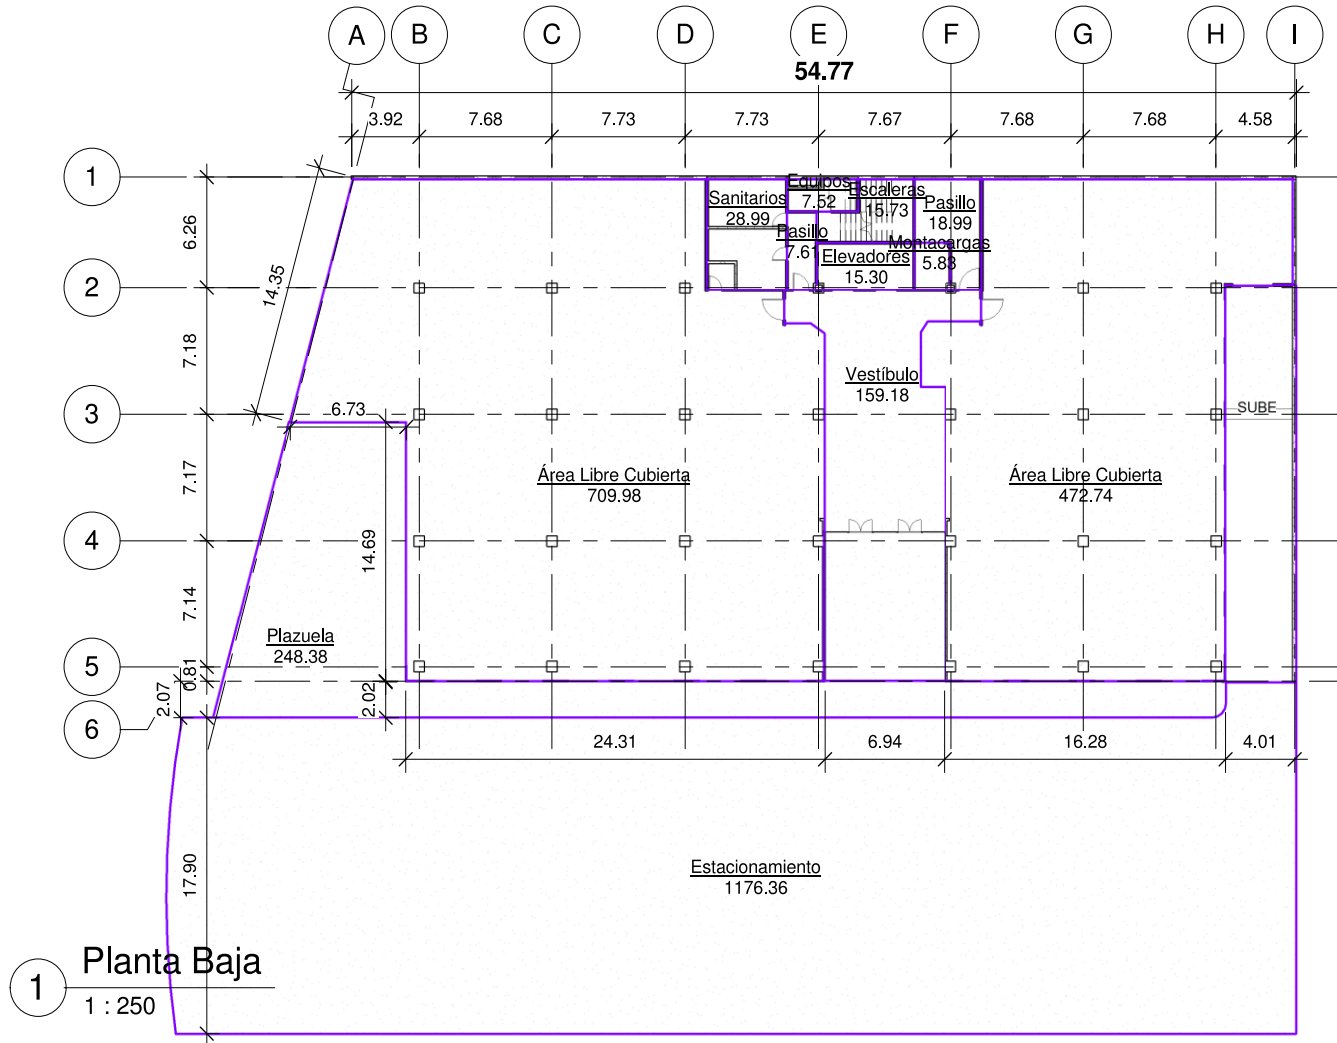 A B C D E F G H I
54.77
3.92 7.68 7.73 7.73 7.67 7.68 7.68 4.58
1
6.26
Equipos
7.52
Escaleras
15.73
Sanitarios
28.99
Pasillo
18.99
Pasillo
7.61
Montacargas
5.83
Elevadores
15.30
2
14.35
7.18
Vestíbulo
159.18
3
6.73
SUBE
7.17
Área Libre Cubierta
709.98
Área Libre Cubierta
472.74
4
14.69
7.14
Plazuela
248.38
5
0.81
2.07
2.02
6
24.31 6.94 16.28 4.01
17.90
Estacionamiento
1176.36
1
Planta Baja
1 : 250